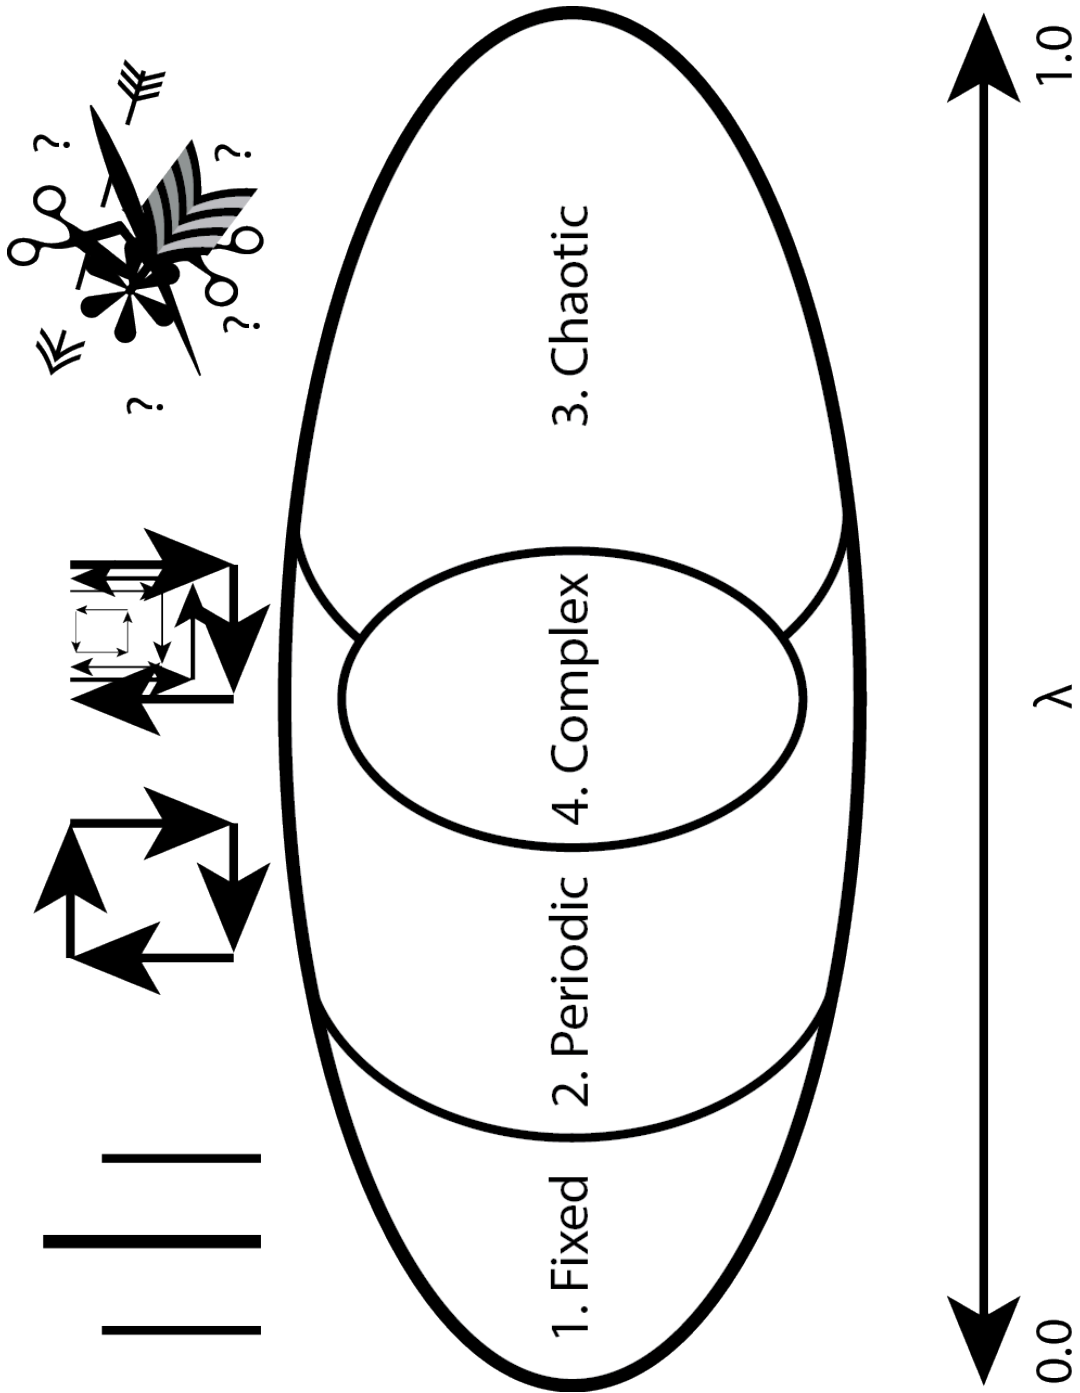 ? ? ? ? 
1. Fixed
2. Periodic
4. Complex
3. Chaotic
0.0
λ
1.0